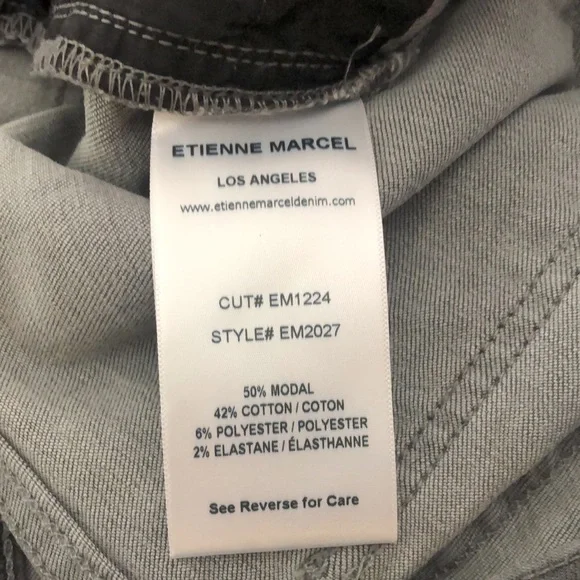 ETIENNE MARCEL
LOS ANGELES
www.etiennemarceldenim.com
CUT# EM1224
STYLE# EM2027
50% MODAL
42% COTTON / COTON
6% POLYESTER / POLYESTER
2% ELASTANE / ÉLASTHANNE
See Reverse for Care